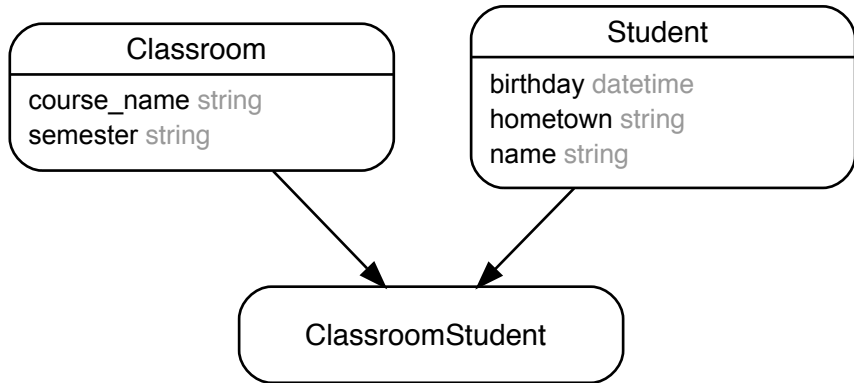 Classroom
course_name string
semester string
Student
birthday datetime
hometown string
name string
ClassroomStudent